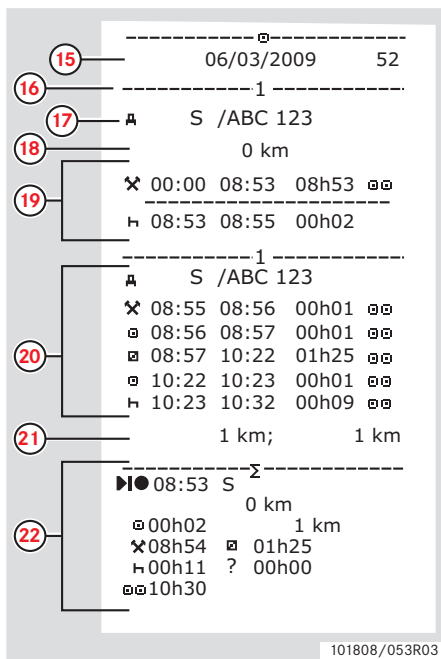 15 06/03/2009 52
16 1
17 S /ABC 123
18 0 km
19 00:00 08:53 08h53
08:53 08:55 00h02
1
S /ABC 123
08:55 08:56 00h01
08:56 08:57 00h01
20 08:57 10:22 01h25
10:22 10:23 00h01
10:23 10:32 00h09
21 1 km; 1 km
Σ
08:53 S
0 km
00h02 1 km
22 08h54 01h25
00h11 ? 00h00
10h30
101808/053R03